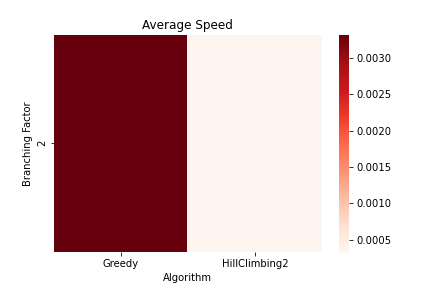 Average Speed
Branching Factor
2
Greedy
HillClimbing2
Algorithm
0.0030
0.0025
0.0020
0.0015
0.0010
0.0005